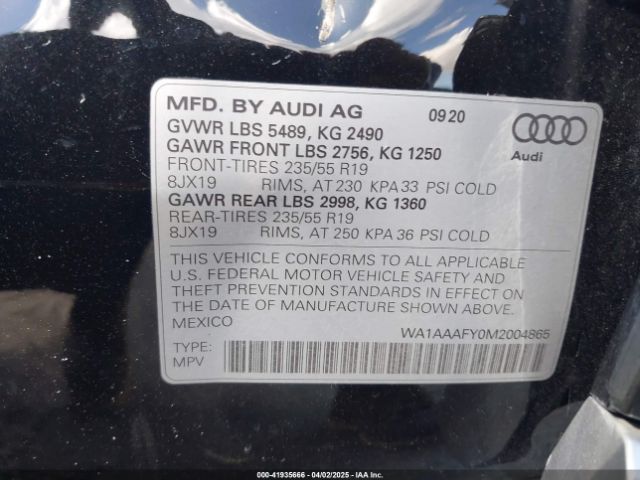 MFD. BY AUDI AG 09 20
GVWR LBS 5489, KG 2490
GAWR FRONT LBS 2756, KG 1250
FRONT-TIRES 235/55 R19
8JX19 RIMS, AT 230 KPA 33 PSI COLD
GAWR REAR LBS 2998, KG 1360
REAR-TIRES 235/55 R19
8JX19 RIMS, AT 250 KPA 36 PSI COLD
Audi
THIS VEHICLE CONFORMS TO ALL APPLICABLE
U.S. FEDERAL MOTOR VEHICLE SAFETY AND
THEFT PREVENTION STANDARDS IN EFFECT ON
THE DATE OF MANUFACTURE SHOWN ABOVE.
MEXICO
WA1AAAFY0M2004865
TYPE:
MPV
000-41935666 - 04/02/2025 - IAA Inc.